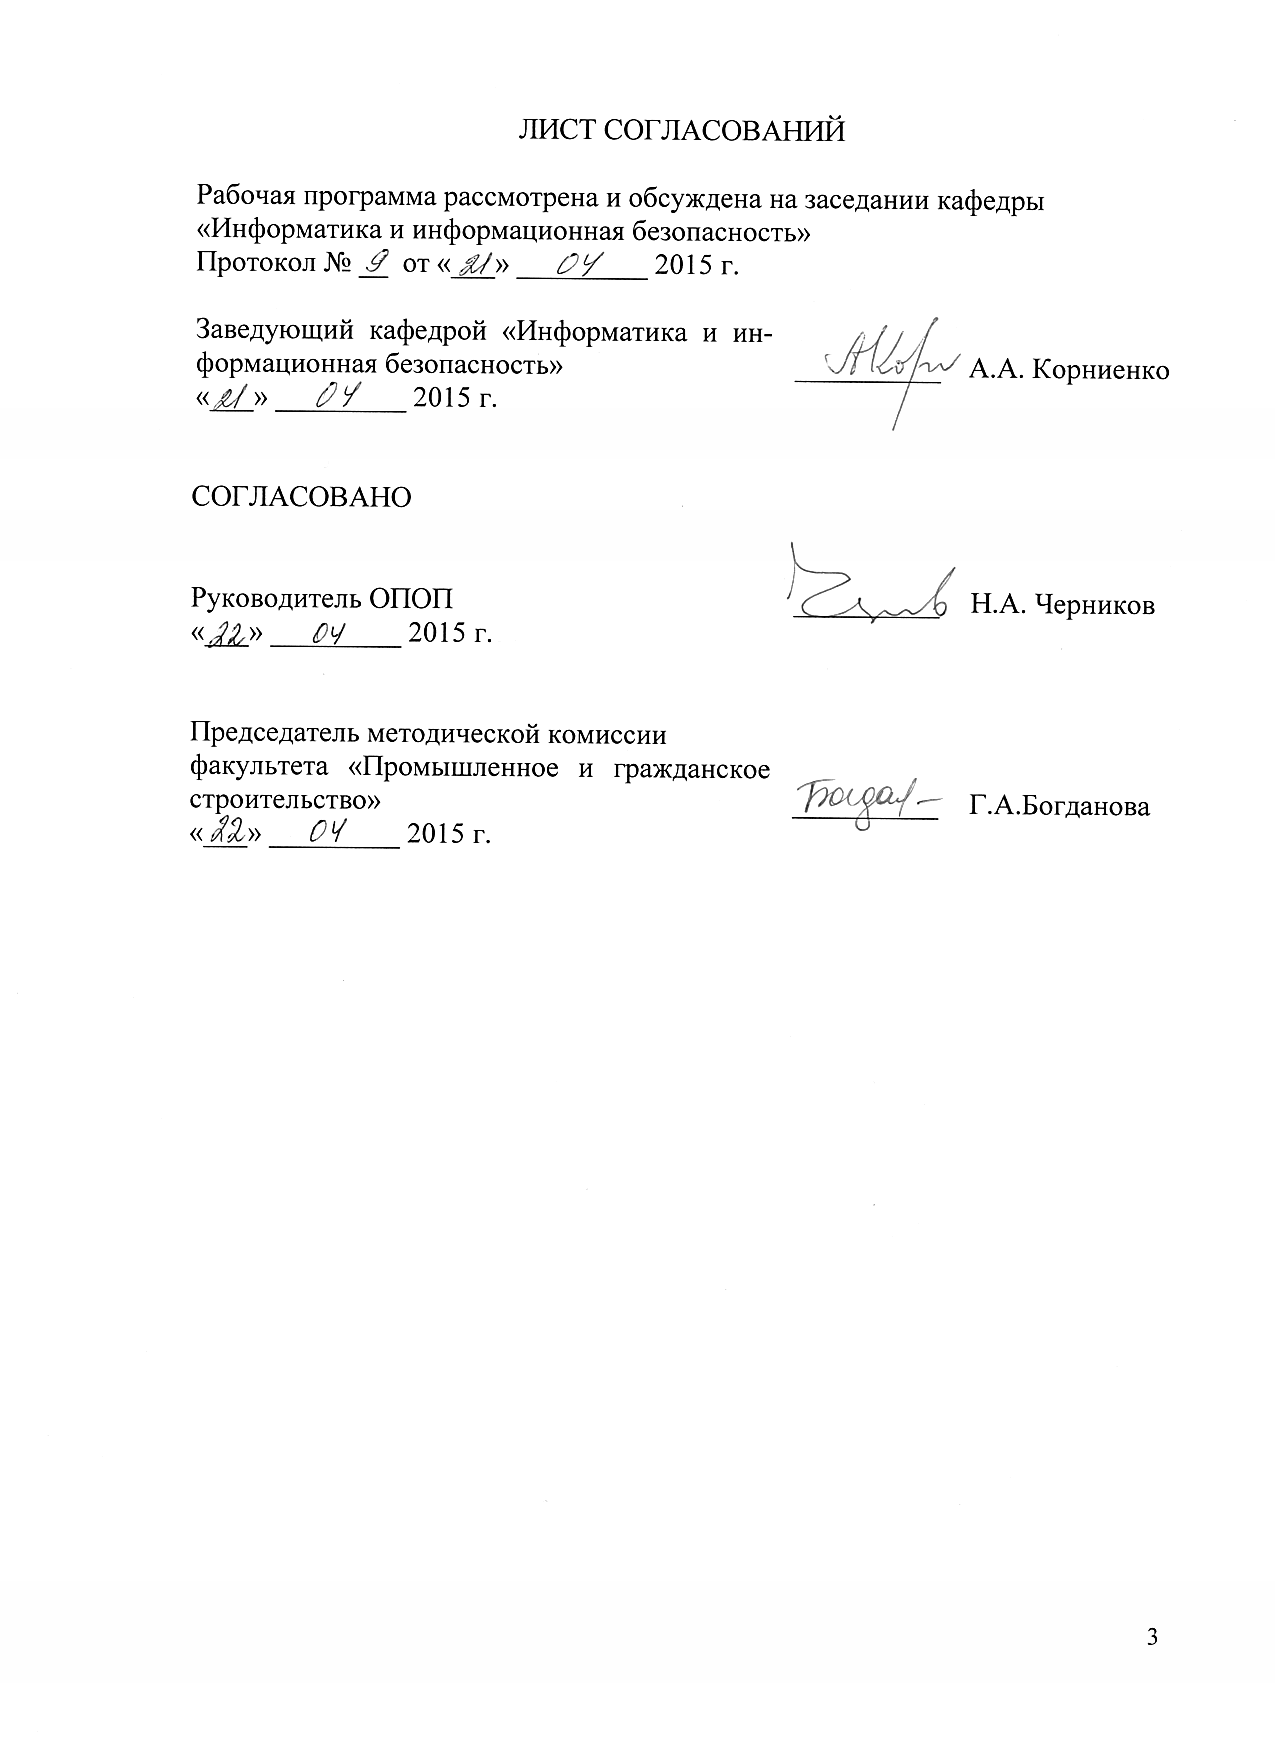 ЛИСТ СОГЛАСОВАНИЙ
Рабочая программа рассмотрена и обсуждена на заседании кафедры
«Информатика и информационная безопасность»
Протокол № 9 от «21» 04 2015 г.
Заведующий кафедрой «Информатика и ин-
формационная безопасность» А.А. Корниенко
«21» 04 2015 г.
СОГЛАСОВАНО
Руководитель ОПОП Н.А. Черников
«22» 04 2015 г.
Председатель методической комиссии
факультета «Промышленное и гражданское
строительство» Г.А.Богданова
«22» 04 2015 г.
3